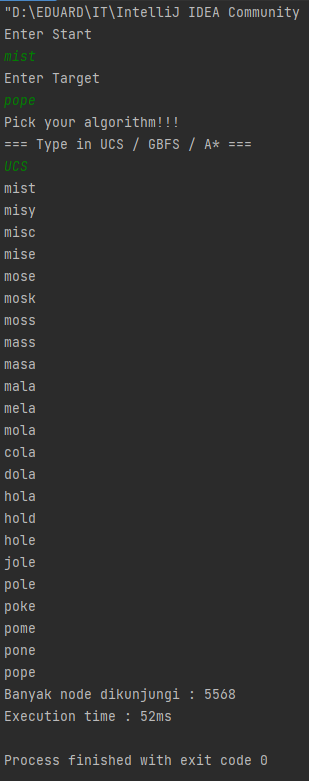 "D:\EDUARD\IT\IntelliJ IDEA Community
Enter Start
mist
Enter Target
pope
Pick your algorithm!!!
=== Type in UCS / GBFS / A* ===
UCS
mist
misy
misc
mise
mose
mosk
moss
mass
masa
mala
mela
mola
cola
dola
hola
hold
hole
jole
pole
poke
pome
pone
pope
Banyak node dikunjungi : 5568
Execution time : 52ms
Process finished with exit code 0